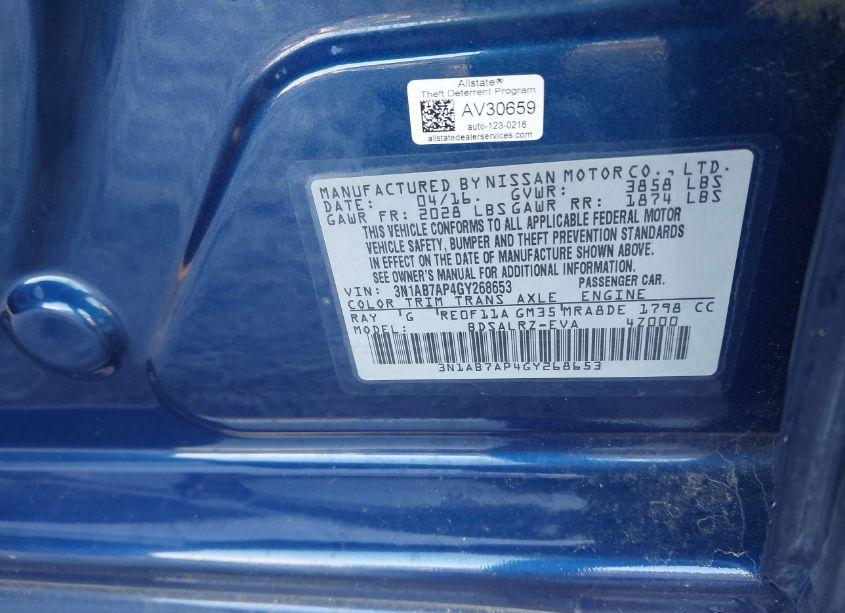 Allstate®
Theft Deterrent Program
AV30659
auto-123-0216
allstatedealerservices.com
MANUFACTURED BY NISSAN MOTOR CO., LTD.
DATE: 04/16. GVWR: 3858 LBS
GAWR FR: 2028 LBS GAWR RR: 1874 LBS
THIS VEHICLE CONFORMS TO ALL APPLICABLE FEDERAL MOTOR
VEHICLE SAFETY, BUMPER AND THEFT PREVENTION STANDARDS
IN EFFECT ON THE DATE OF MANUFACTURE SHOWN ABOVE.
SEE OWNER'S MANUAL FOR ADDITIONAL INFORMATION.
VIN: 3N1AB7AP4GY268653 PASSENGER CAR.
COLOR TRIM TRANS AXLE ENGINE
RAY G RE0F11A GM35 MRA8DE 1798 CC
MODEL: BDSALRZ-EVA 47000
3N1AB7AP4GY268653